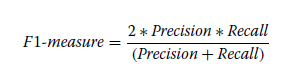 F1-measure = 2 * Precision * Recall / (Precision + Recall)